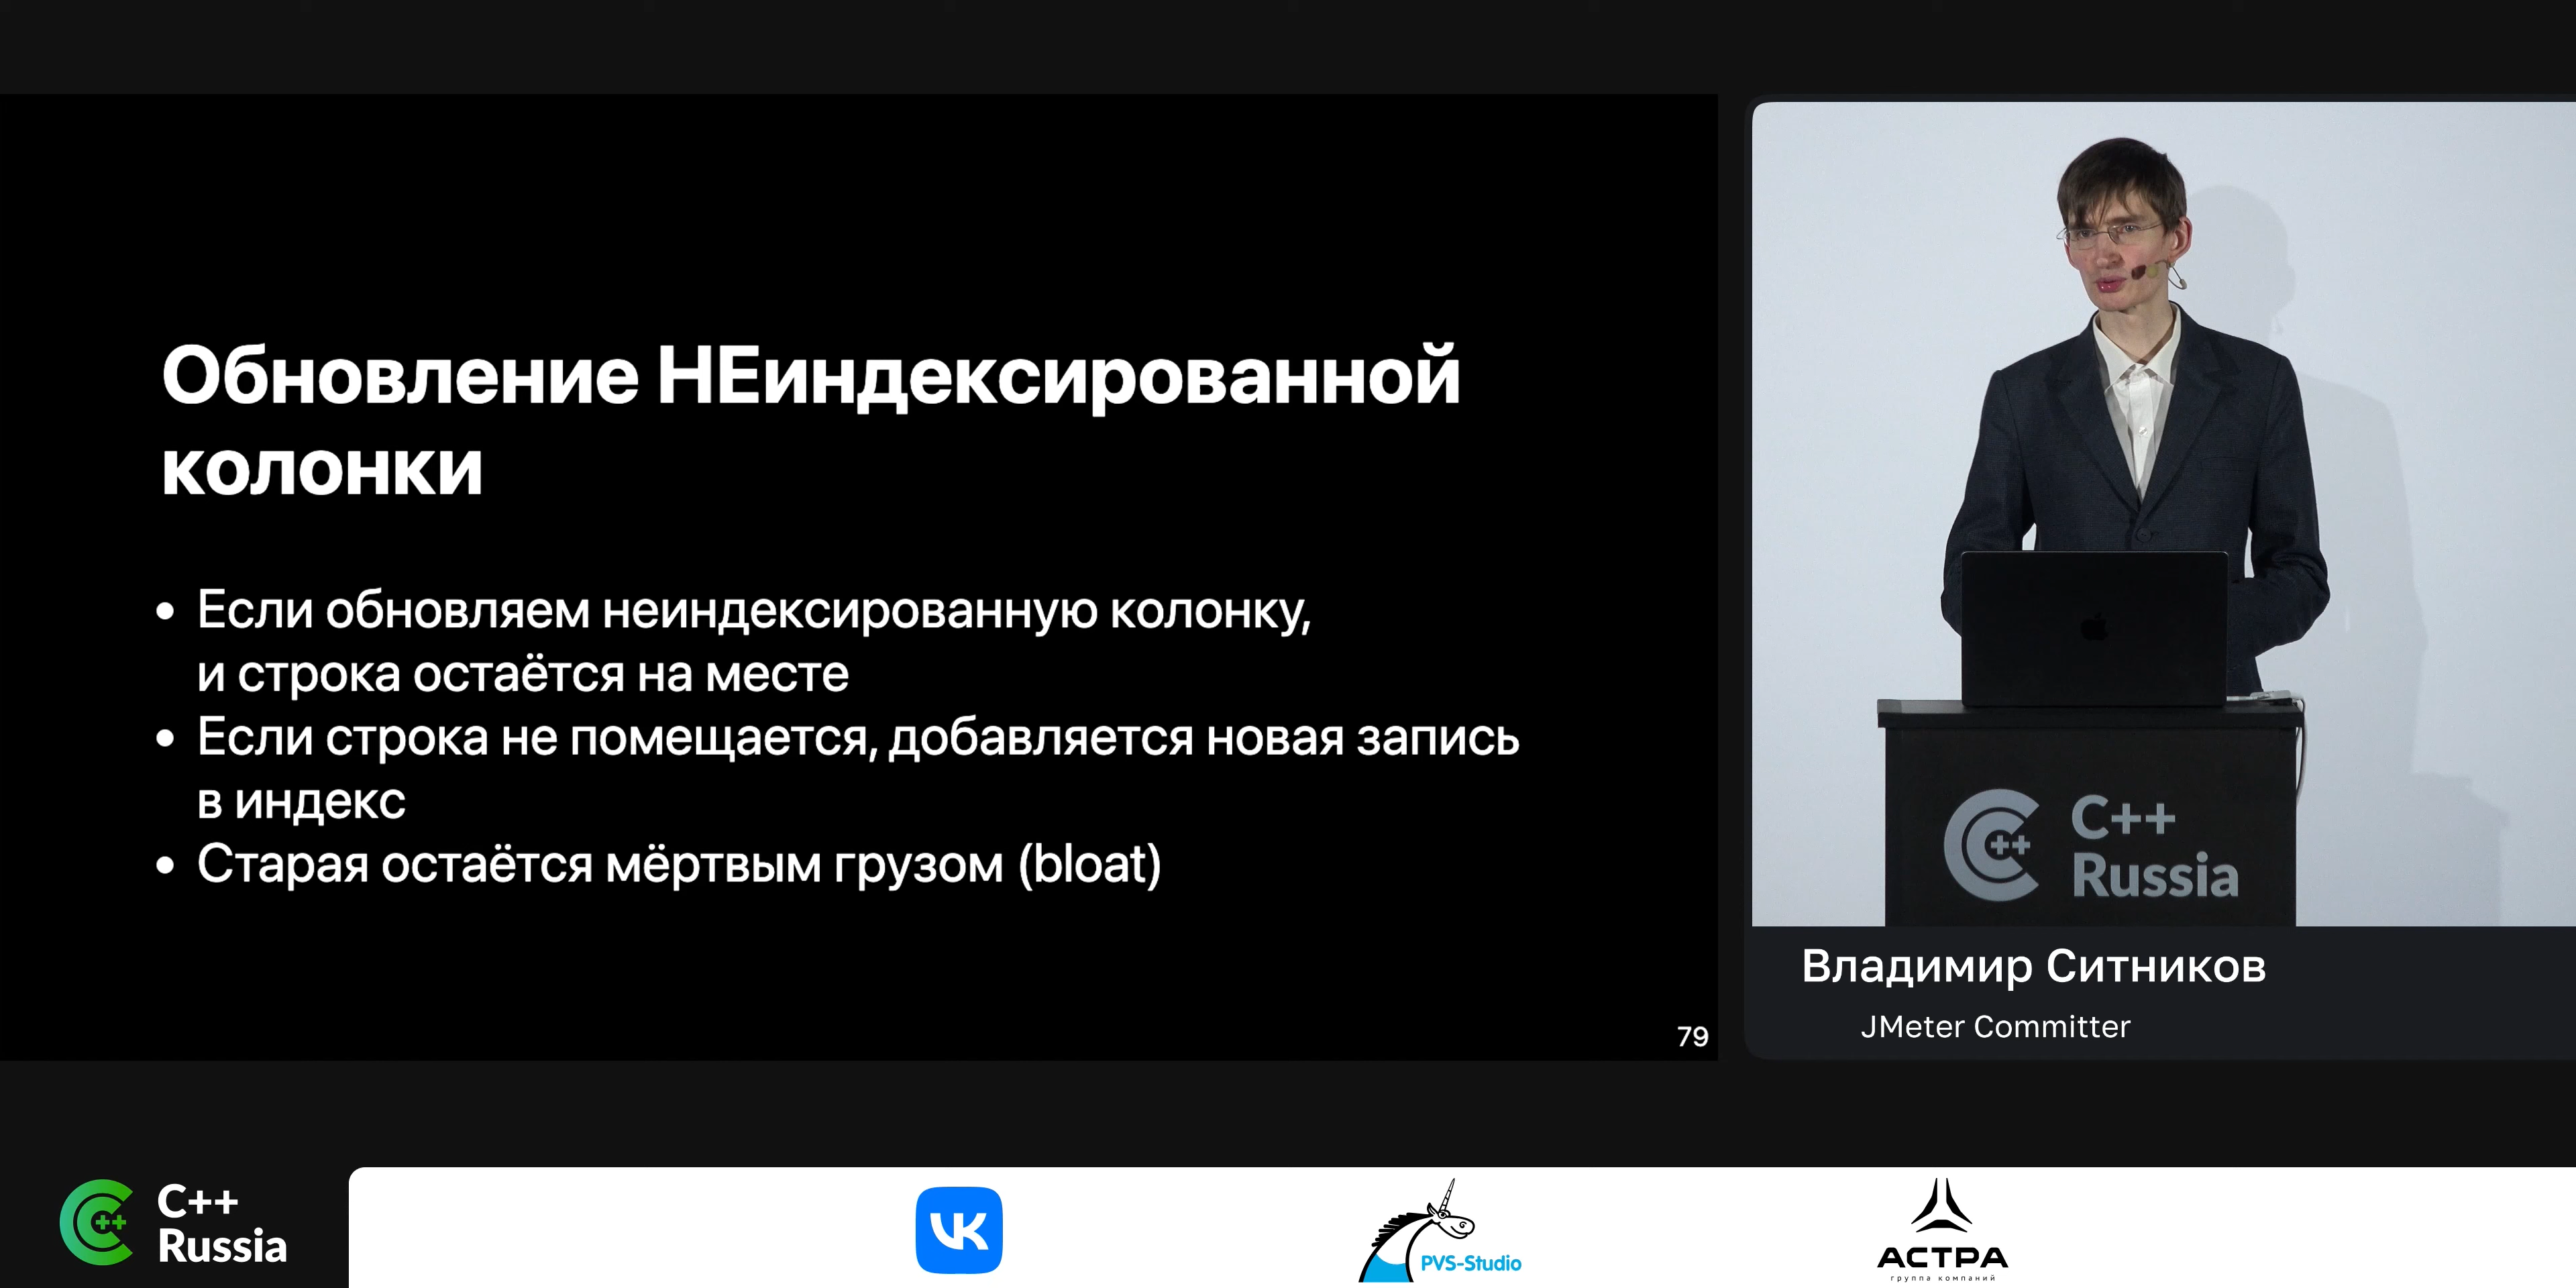 Обновление НЕиндексированной
колонки
• Если обновляем неиндексированную колонку,
и строка остаётся на месте
• Если строка не помещается, добавляется новая запись
в индекс
• Старая остаётся мёртвым грузом (bloat)
79
C++
Russia
Владимир Ситников
JMeter Committer
C++
Russia
VK
PVS-Studio
АСТРА
группа компаний